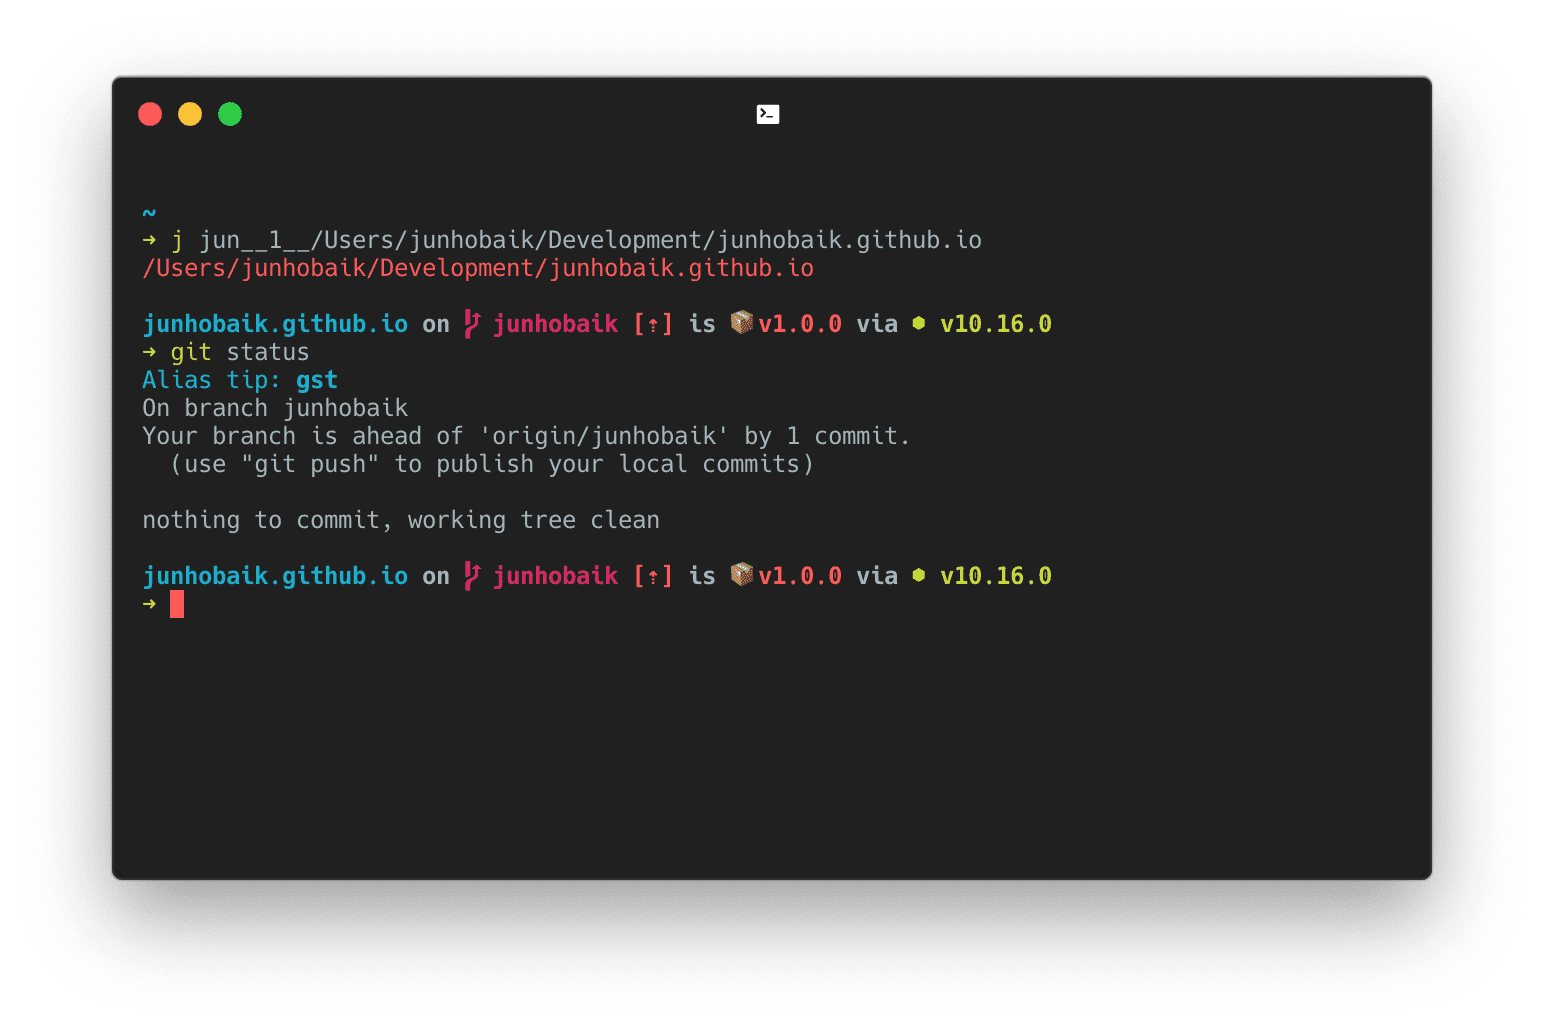 ~
➜ j jun__1__/Users/junhobaik/Development/junhobaik.github.io
/Users/junhobaik/Development/junhobaik.github.io
junhobaik.github.io on junhobaik [⇡] is 📦v1.0.0 via ⬢ v10.16.0
➜ git status
Alias tip: gst
On branch junhobaik
Your branch is ahead of 'origin/junhobaik' by 1 commit.
  (use "git push" to publish your local commits)
nothing to commit, working tree clean
junhobaik.github.io on junhobaik [⇡] is 📦v1.0.0 via ⬢ v10.16.0
➜